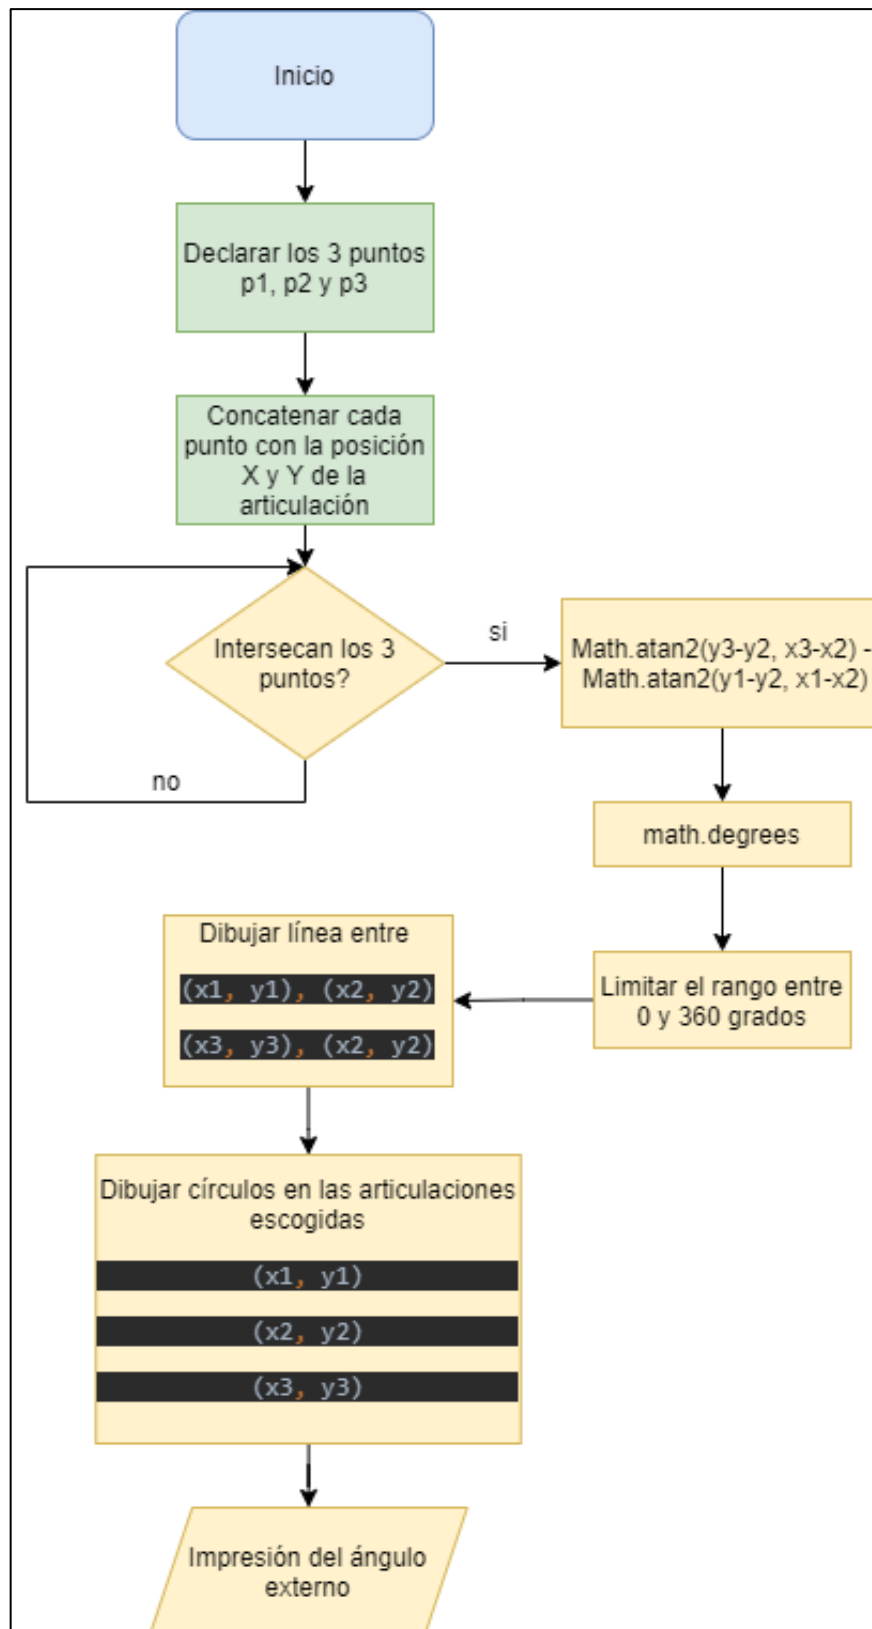 Inicio
Declarar los 3 puntos
p1, p2 y p3
Concatenar cada
punto con la posición
X y Y de la
articulación
Intersecan los 3
puntos?
si
no
Math.atan2(y3-y2, x3-x2) -
Math.atan2(y1-y2, x1-x2)
math.degrees
Limitar el rango entre
0 y 360 grados
Dibujar línea entre
(x1, y1), (x2, y2)
(x3, y3), (x2, y2)
Dibujar círculos en las articulaciones
escogidas
(x1, y1)
(x2, y2)
(x3, y3)
Impresión del ángulo
externo